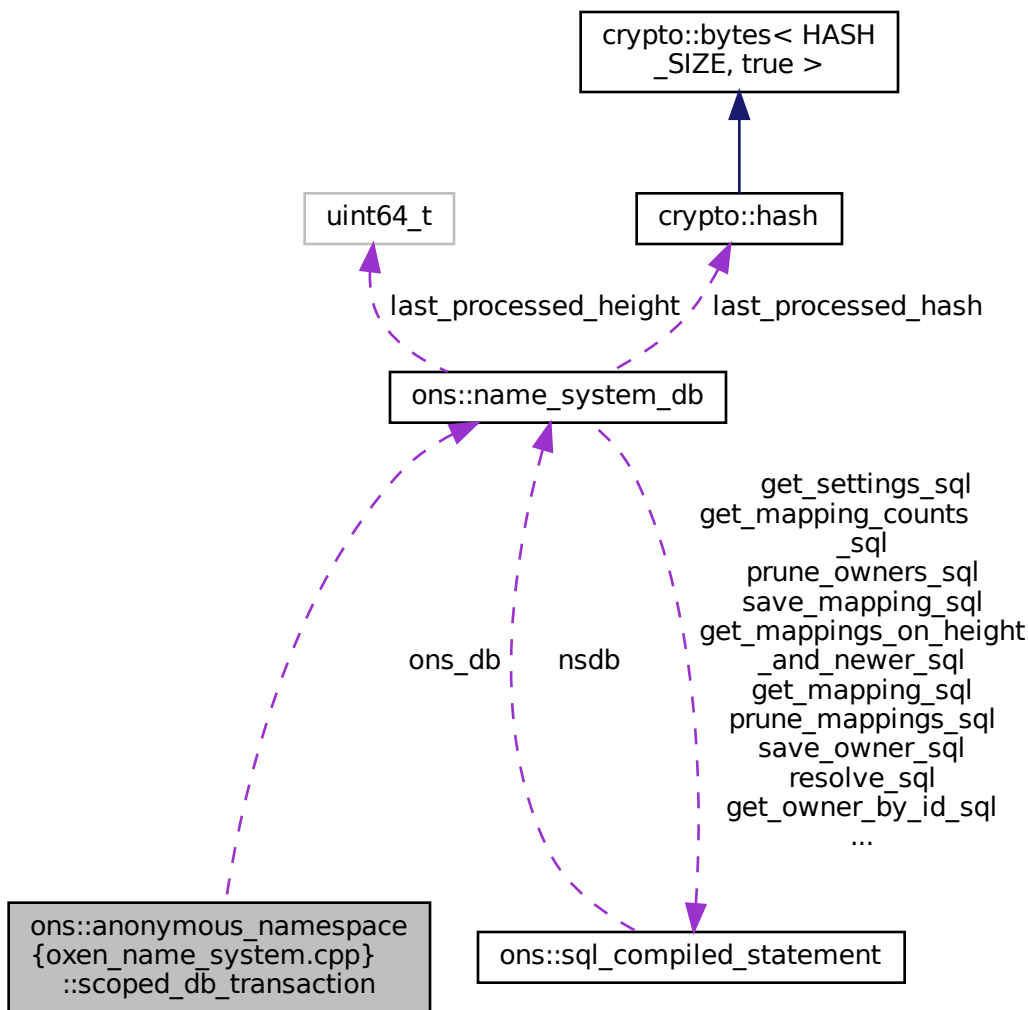 crypto::bytes< HASH
_SIZE, true >
uint64_t
crypto::hash
last_processed_height
last_processed_hash
ons::name_system_db
ons_db
nsdb
get_settings_sql
get_mapping_counts
_sql
prune_owners_sql
save_mapping_sql
get_mappings_on_height
_and_newer_sql
get_mapping_sql
prune_mappings_sql
save_owner_sql
resolve_sql
get_owner_by_id_sql
...
ons::anonymous_namespace
{oxen_name_system.cpp}
::scoped_db_transaction
ons::sql_compiled_statement